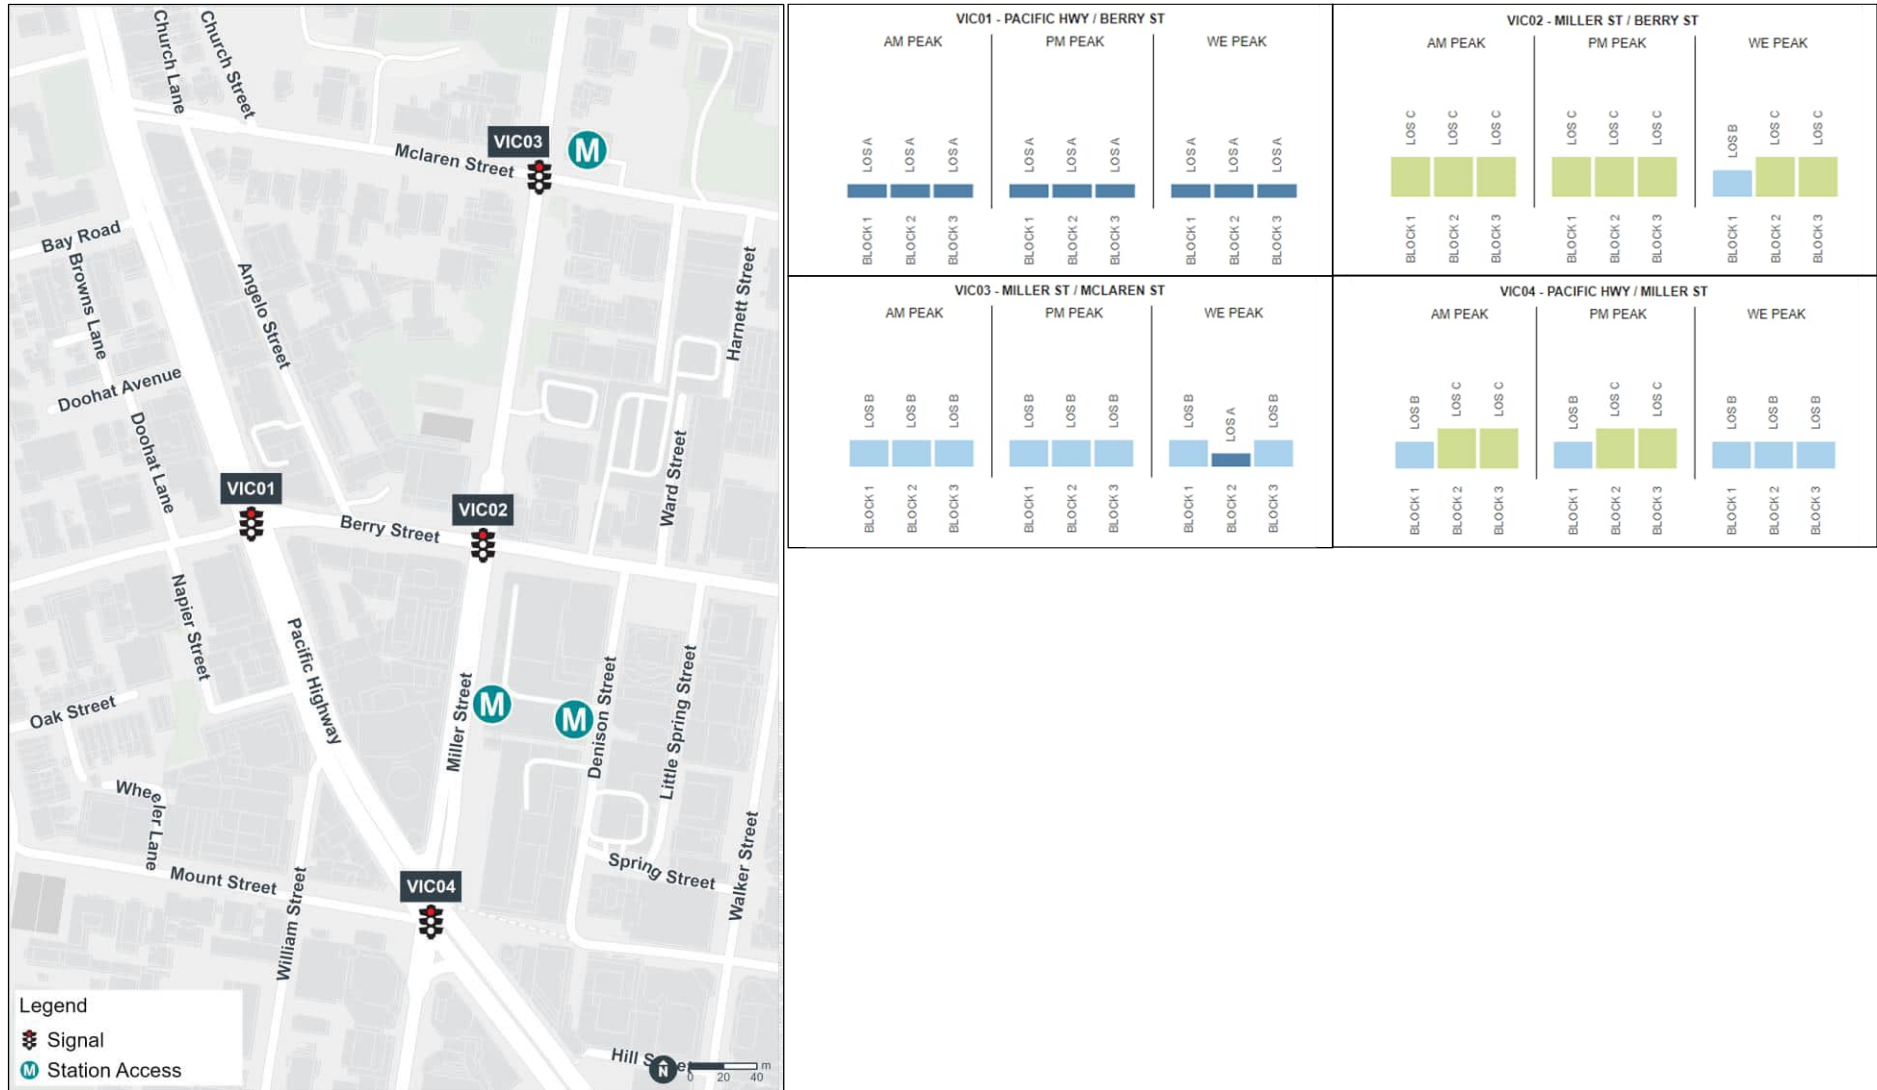 Church Lane
Church Street
VIC03
M
Mclaren Street
Bay Road
Browns Lane
Angelo Street
Harnett Street
Doohat Avenue
Doohat Lane
Ward Street
VIC01
VIC02
Berry Street
Napier Street
Pacific Highway
Oak Street
Miller Street
M
M
Denison Street
Little Spring Street
Wheeler Lane
Walker Street
Mount Street
Spring Street
VIC04
William Street
Hill Street
N
0 20 40 m
Legend
Signal
M Station Access
VIC01 - PACIFIC HWY / BERRY ST
AM PEAK PM PEAK WE PEAK
LOS A LOS A LOS A LOS A LOS A LOS A LOS A LOS A LOS A
BLOCK 1 BLOCK 2 BLOCK 3 BLOCK 1 BLOCK 2 BLOCK 3 BLOCK 1 BLOCK 2 BLOCK 3
VIC02 - MILLER ST / BERRY ST
AM PEAK PM PEAK WE PEAK
LOS C LOS C LOS C LOS C LOS C LOS C LOS B LOS C LOS C
BLOCK 1 BLOCK 2 BLOCK 3 BLOCK 1 BLOCK 2 BLOCK 3 BLOCK 1 BLOCK 2 BLOCK 3
VIC03 - MILLER ST / MCLAREN ST
AM PEAK PM PEAK WE PEAK
LOS B LOS B LOS B LOS B LOS B LOS B LOS B LOS A LOS B
BLOCK 1 BLOCK 2 BLOCK 3 BLOCK 1 BLOCK 2 BLOCK 3 BLOCK 1 BLOCK 2 BLOCK 3
VIC04 - PACIFIC HWY / MILLER ST
AM PEAK PM PEAK WE PEAK
LOS B LOS C LOS C LOS B LOS C LOS C LOS B LOS B LOS B
BLOCK 1 BLOCK 2 BLOCK 3 BLOCK 1 BLOCK 2 BLOCK 3 BLOCK 1 BLOCK 2 BLOCK 3